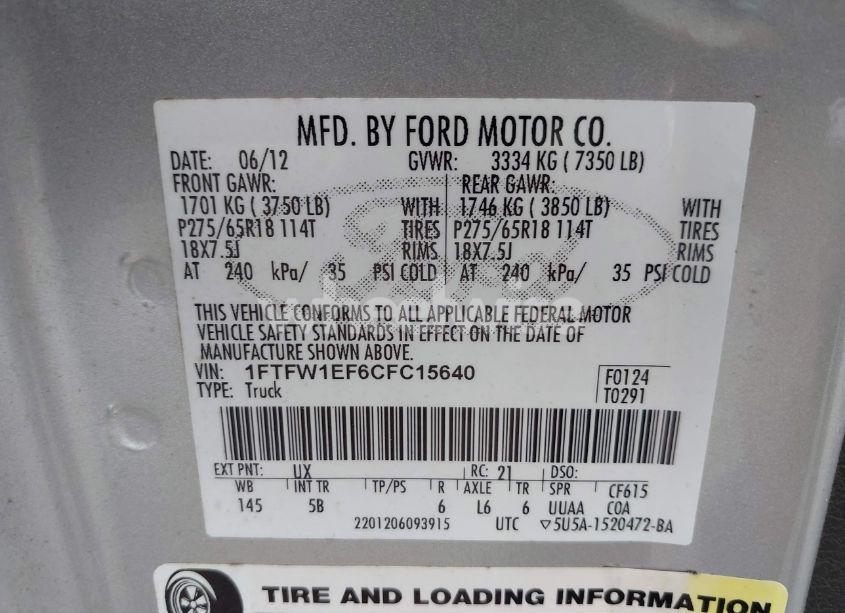 MFD. BY FORD MOTOR CO.
DATE: 06/12 GVWR: 3334 KG ( 7350 LB)
FRONT GAWR: REAR GAWR:
1701 KG ( 3750 LB) WITH 1746 KG ( 3850 LB) WITH
P275/65R18 114T TIRES P275/65R18 114T TIRES
18X7.5J RIMS 18X7.5J RIMS
AT 240 kPa/ 35 PSI COLD AT 240 kPa/ 35 PSI COLD
THIS VEHICLE CONFORMS TO ALL APPLICABLE FEDERAL MOTOR
VEHICLE SAFETY STANDARDS IN EFFECT ON THE DATE OF
MANUFACTURE SHOWN ABOVE.
VIN: 1FTFW1EF6CFC15640 F0124
TYPE: Truck T0291
EXT PNT: UX RC: 21 DSO:
WB INT TR TP/PS R AXLE TR SPR CF615
145 5B 6 L6 6 UUAA COA
2201206093915 UTC ▽5U5A-1520472-BA
TIRE AND LOADING INFORMATION